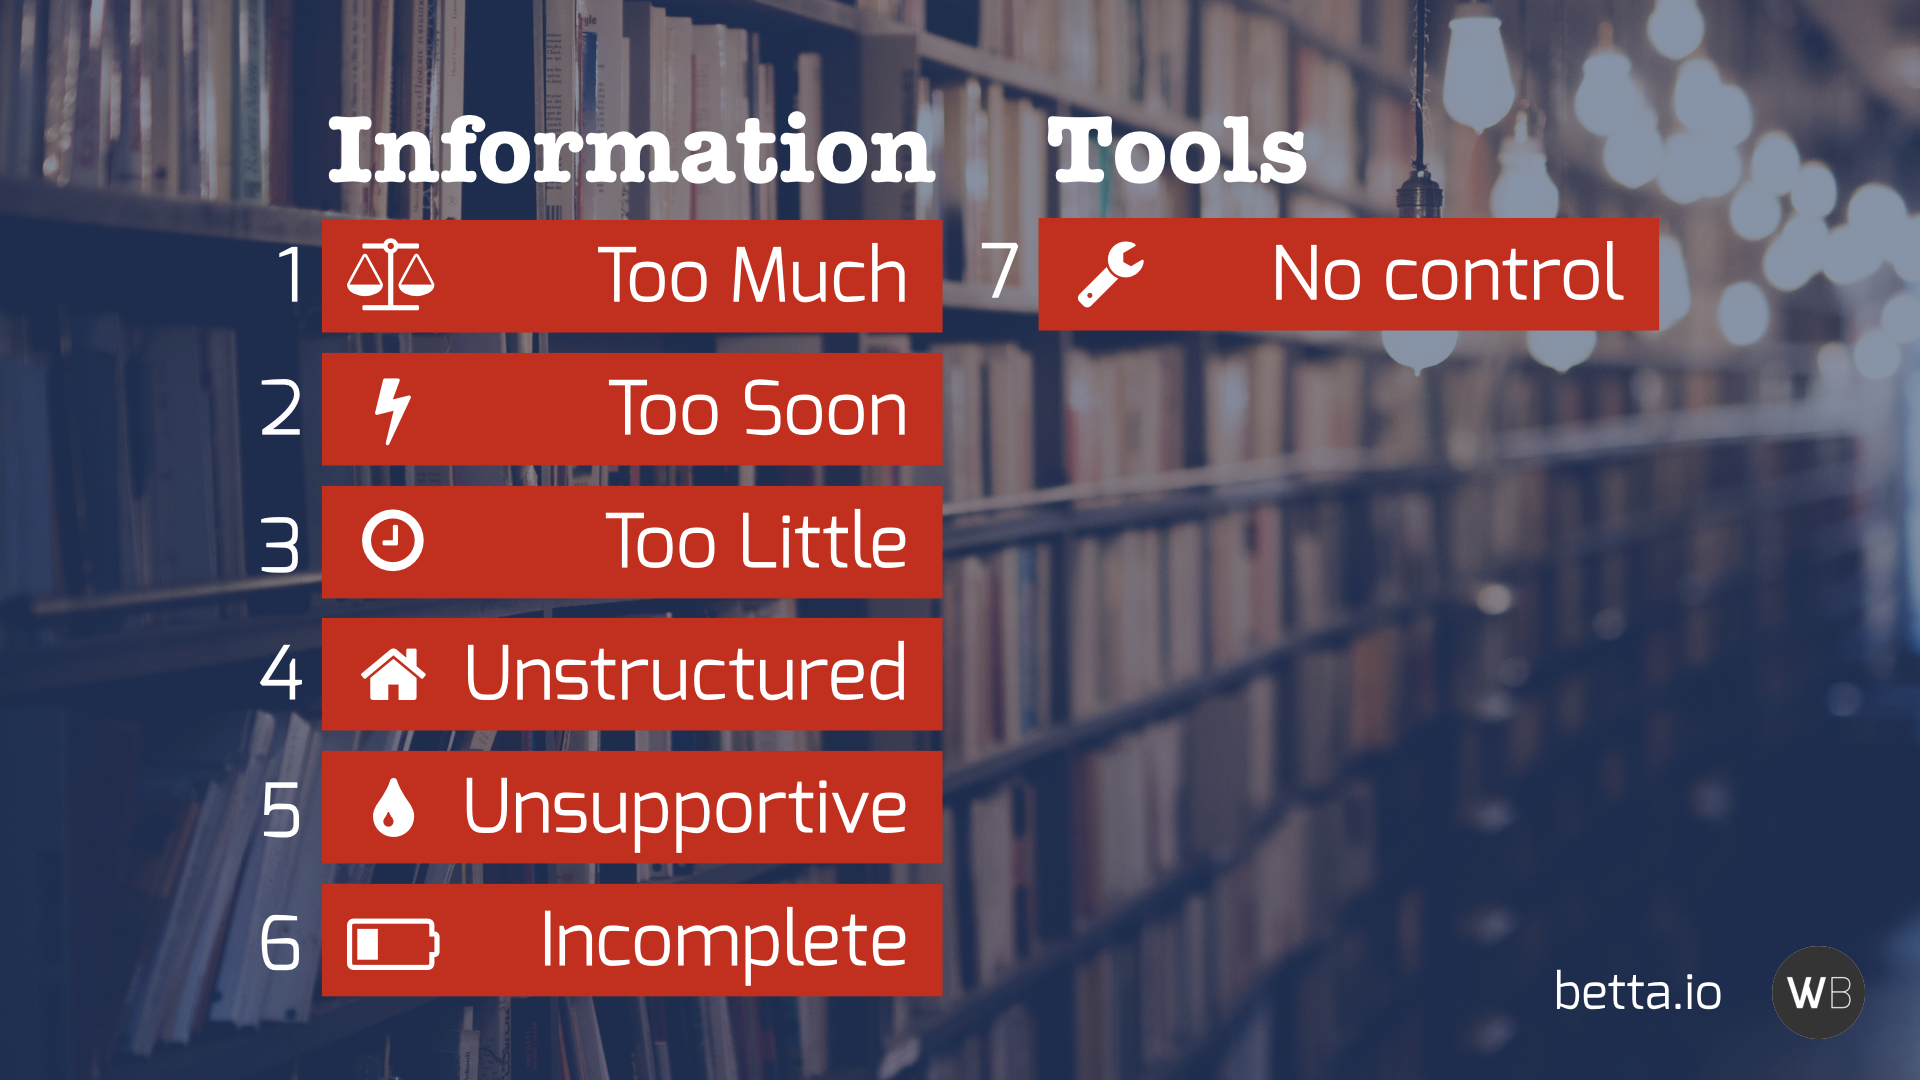 Information
1 Too Much
2 Too Soon
3 Too Little
4 Unstructured
5 Unsupportive
6 Incomplete
Tools
7 No control
betta.io
WB